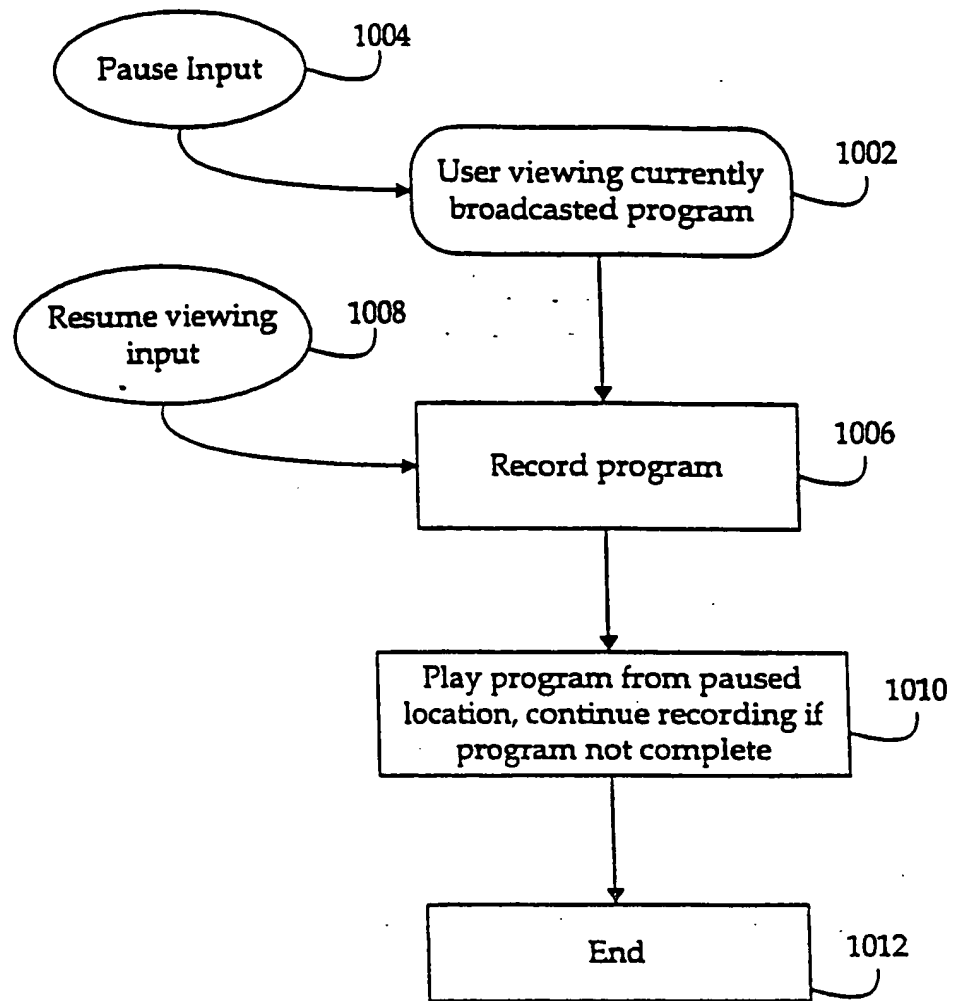 1004
Pause Input
1002
User viewing currently
broadcasted program
1008
Resume viewing
input
1006
Record program
1010
Play program from paused
location, continue recording if
program not complete
End
1012